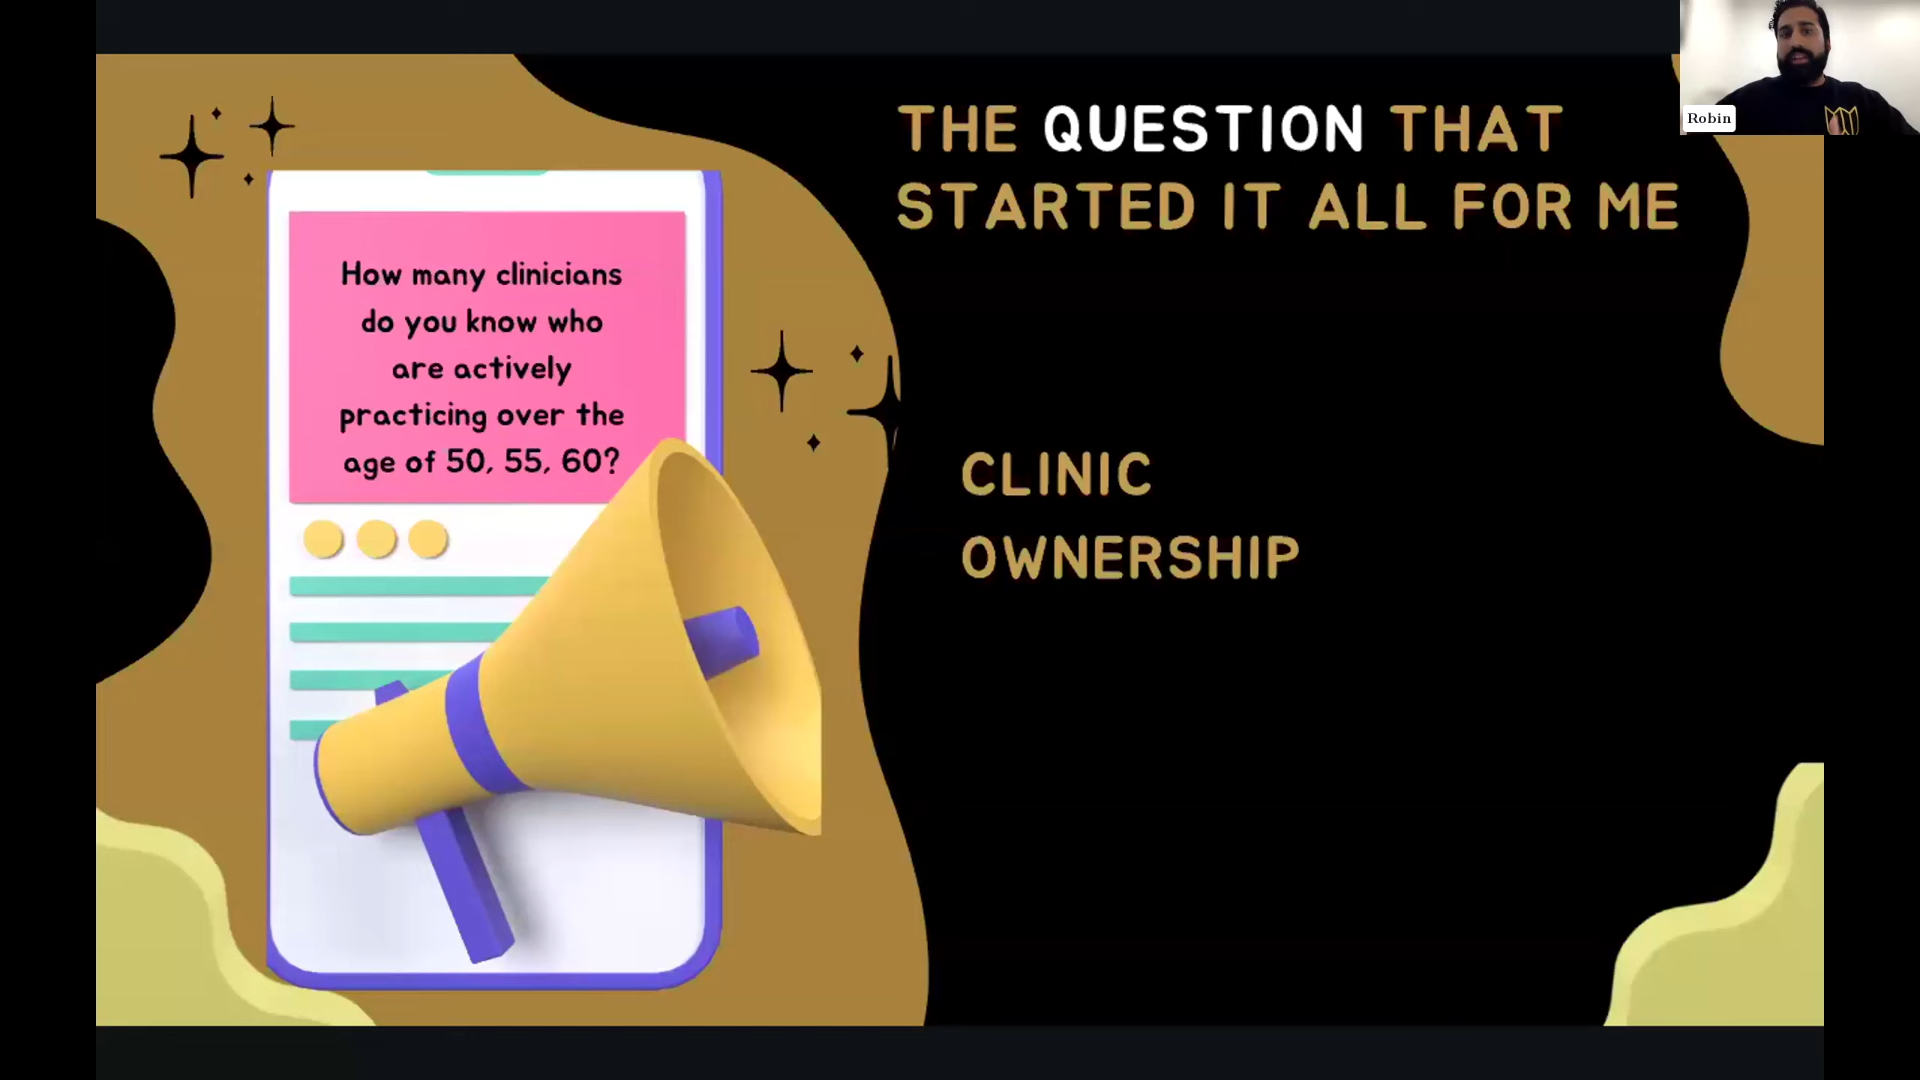 THE QUESTION THAT
STARTED IT ALL FOR ME
Robin
How many clinicians
do you know who
are actively
practicing over the
age of 50, 55, 60?
CLINIC
OWNERSHIP